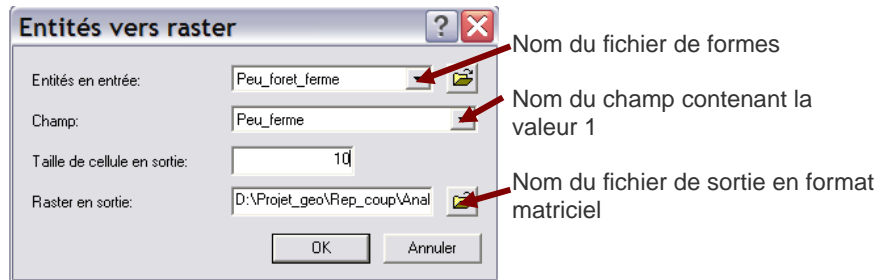 Entités vers raster
Entités en entrée: Peu_foret_ferme
Champ: Peu_ferme
Taille de cellule en sortie: 10
Raster en sortie: D:\Projet_geo\Rep_coup\Anal
OK Annuler
Nom du fichier de formes
Nom du champ contenant la
valeur 1
Nom du fichier de sortie en format
matriciel